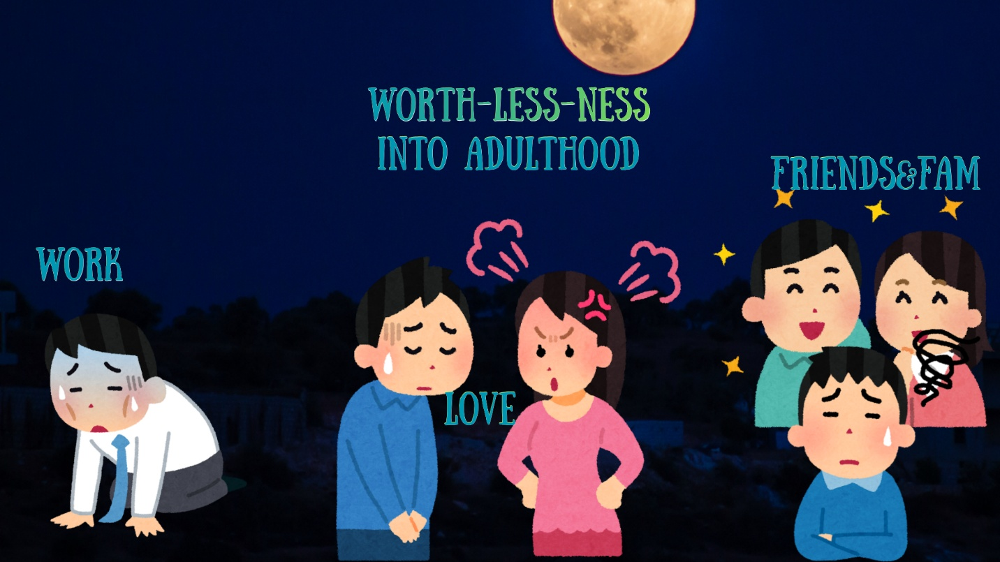 WORTH-LESS-NESS
INTO ADULTHOOD
FRIENDS&FAM
WORK
LOVE